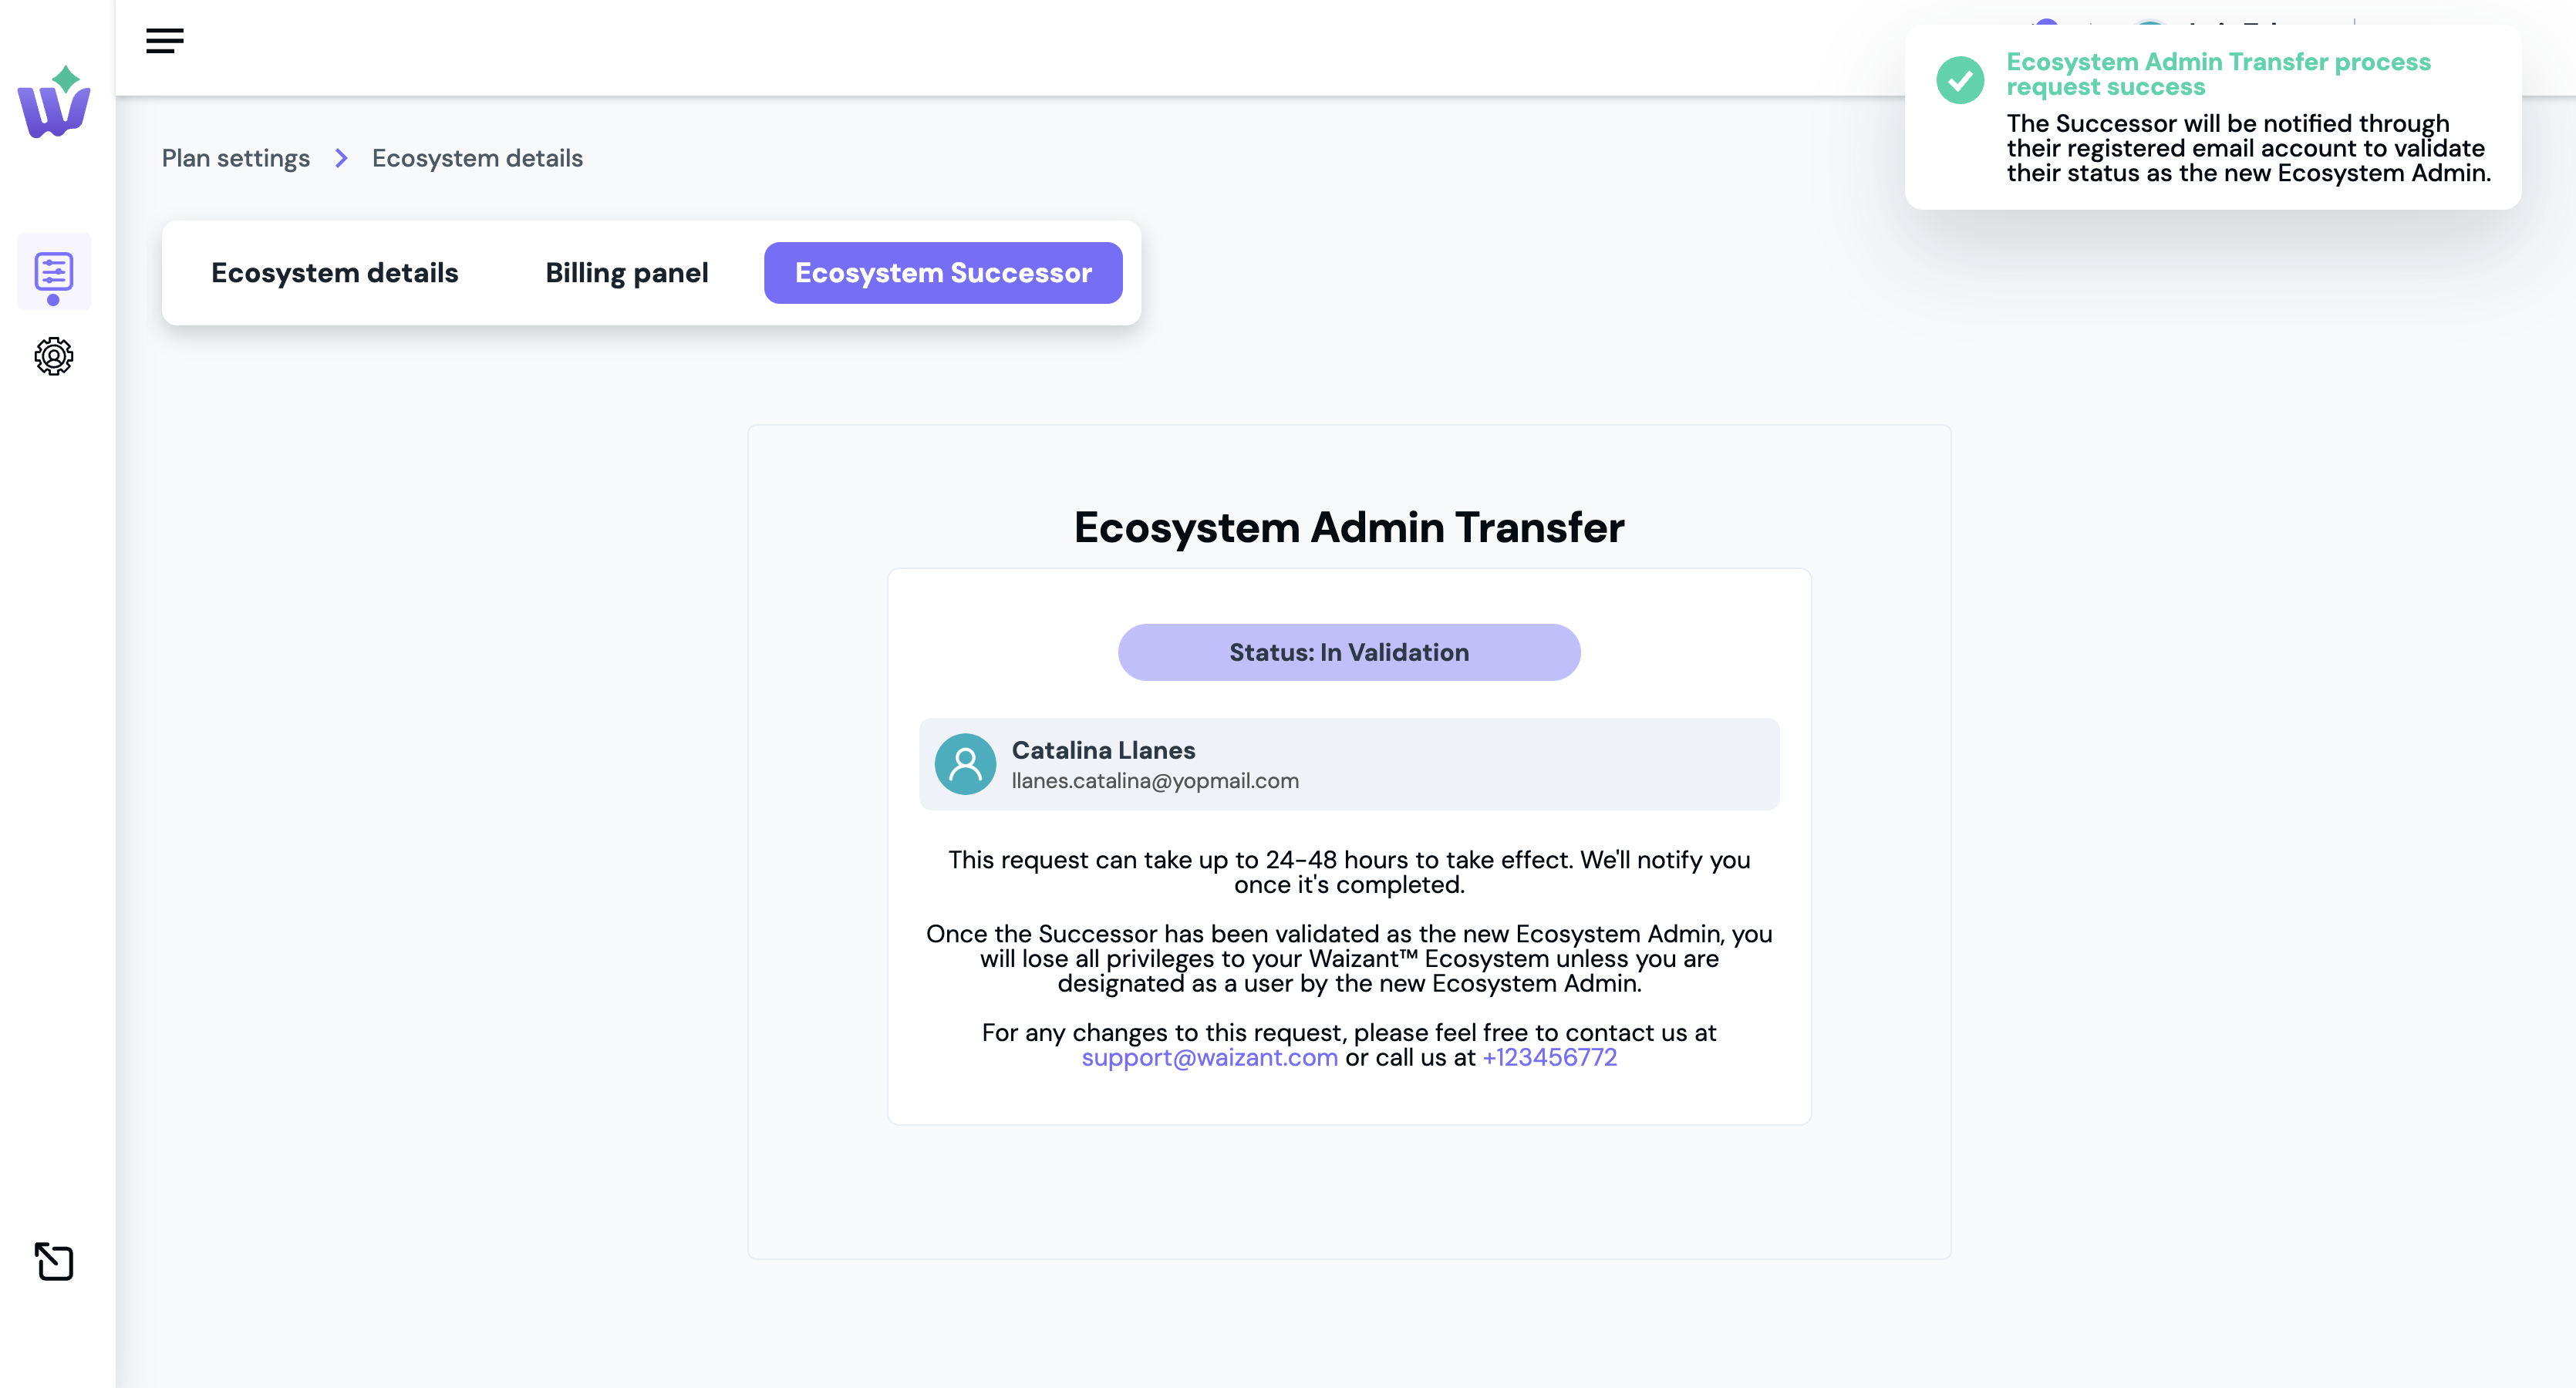 Ecosystem Admin Transfer process
request success
The Successor will be notified through
their registered email account to validate
their status as the new Ecosystem Admin.
Plan settings
Ecosystem details
Ecosystem details
Billing panel
Ecosystem Successor
Ecosystem Admin Transfer
Status: In Validation
Catalina Llanes
llanes.catalina@yopmail.com
This request can take up to 24-48 hours to take effect. We'll notify you
once it's completed.
Once the Successor has been validated as the new Ecosystem Admin, you
will lose all privileges to your Waizant™ Ecosystem unless you are
designated as a user by the new Ecosystem Admin.
For any changes to this request, please feel free to contact us at
support@waizant.com or call us at +123456772